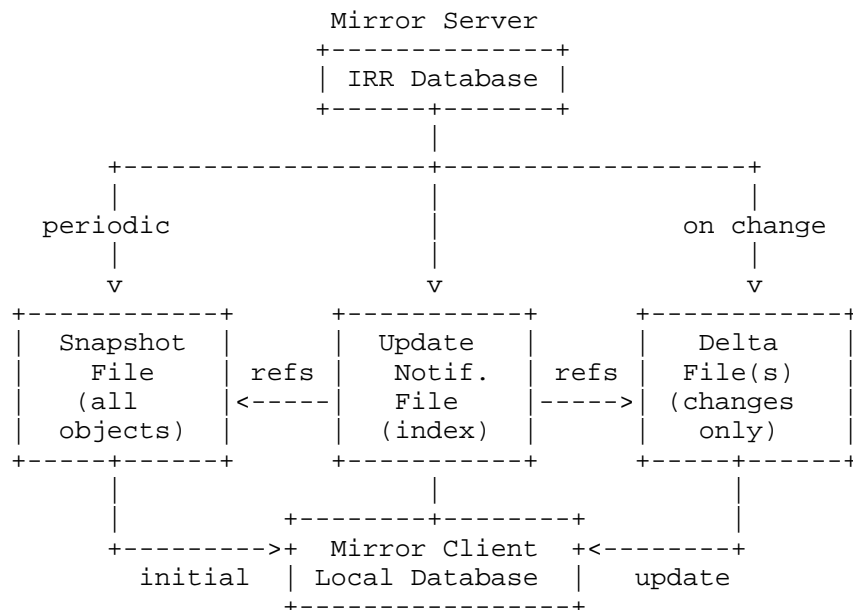 Mirror Server
IRR Database
periodic on change
Snapshot Update Delta
File refs Notif. refs File(s)
(all File (changes
objects) (index) only)
Mirror Client
initial Local Database update